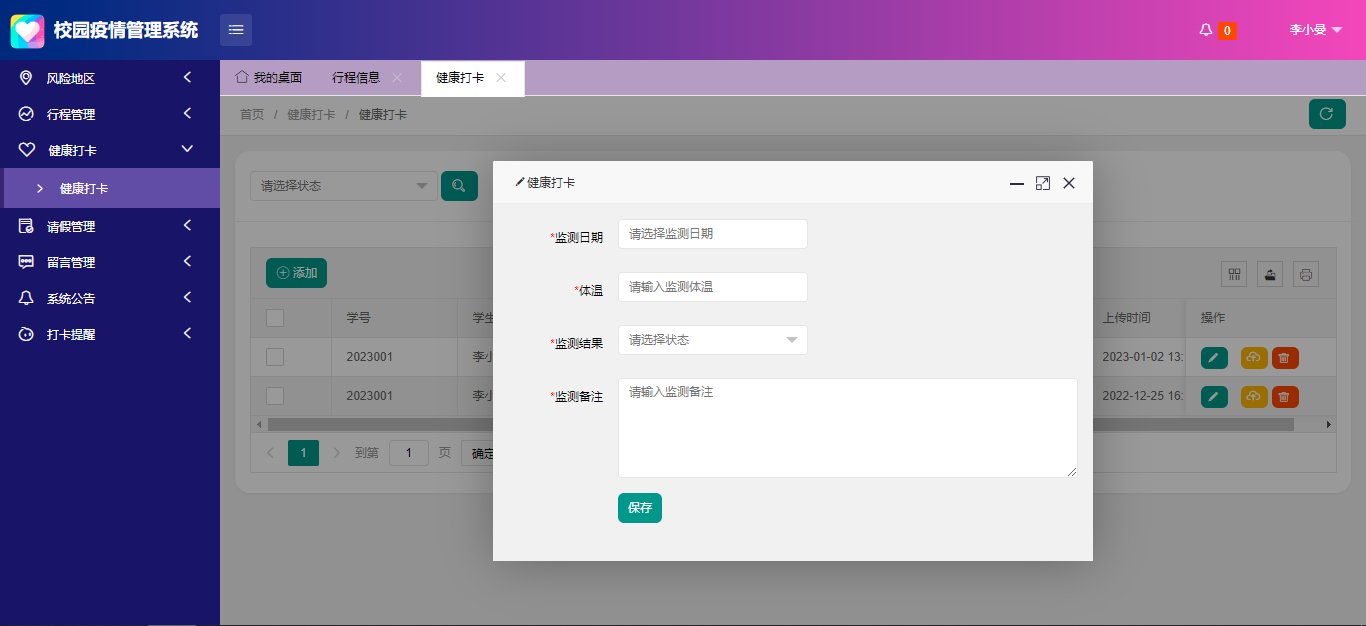 校园疫情管理系统
0
李小曼
风险地区
行程管理
健康打卡
健康打卡
请假管理
留言管理
系统公告
打卡提醒
我的桌面 行程信息 健康打卡
首页 / 健康打卡 / 健康打卡
请选择状态
添加
学号 上传时间 操作
2023001 李小 2023-01-02 13:
2023001 李小 2022-12-25 16:
1 到第 1 页 确定
健康打卡
*监测日期 请选择监测日期
*体温 请输入监测体温
*监测结果 请选择状态
*监测备注 请输入监测备注
保存